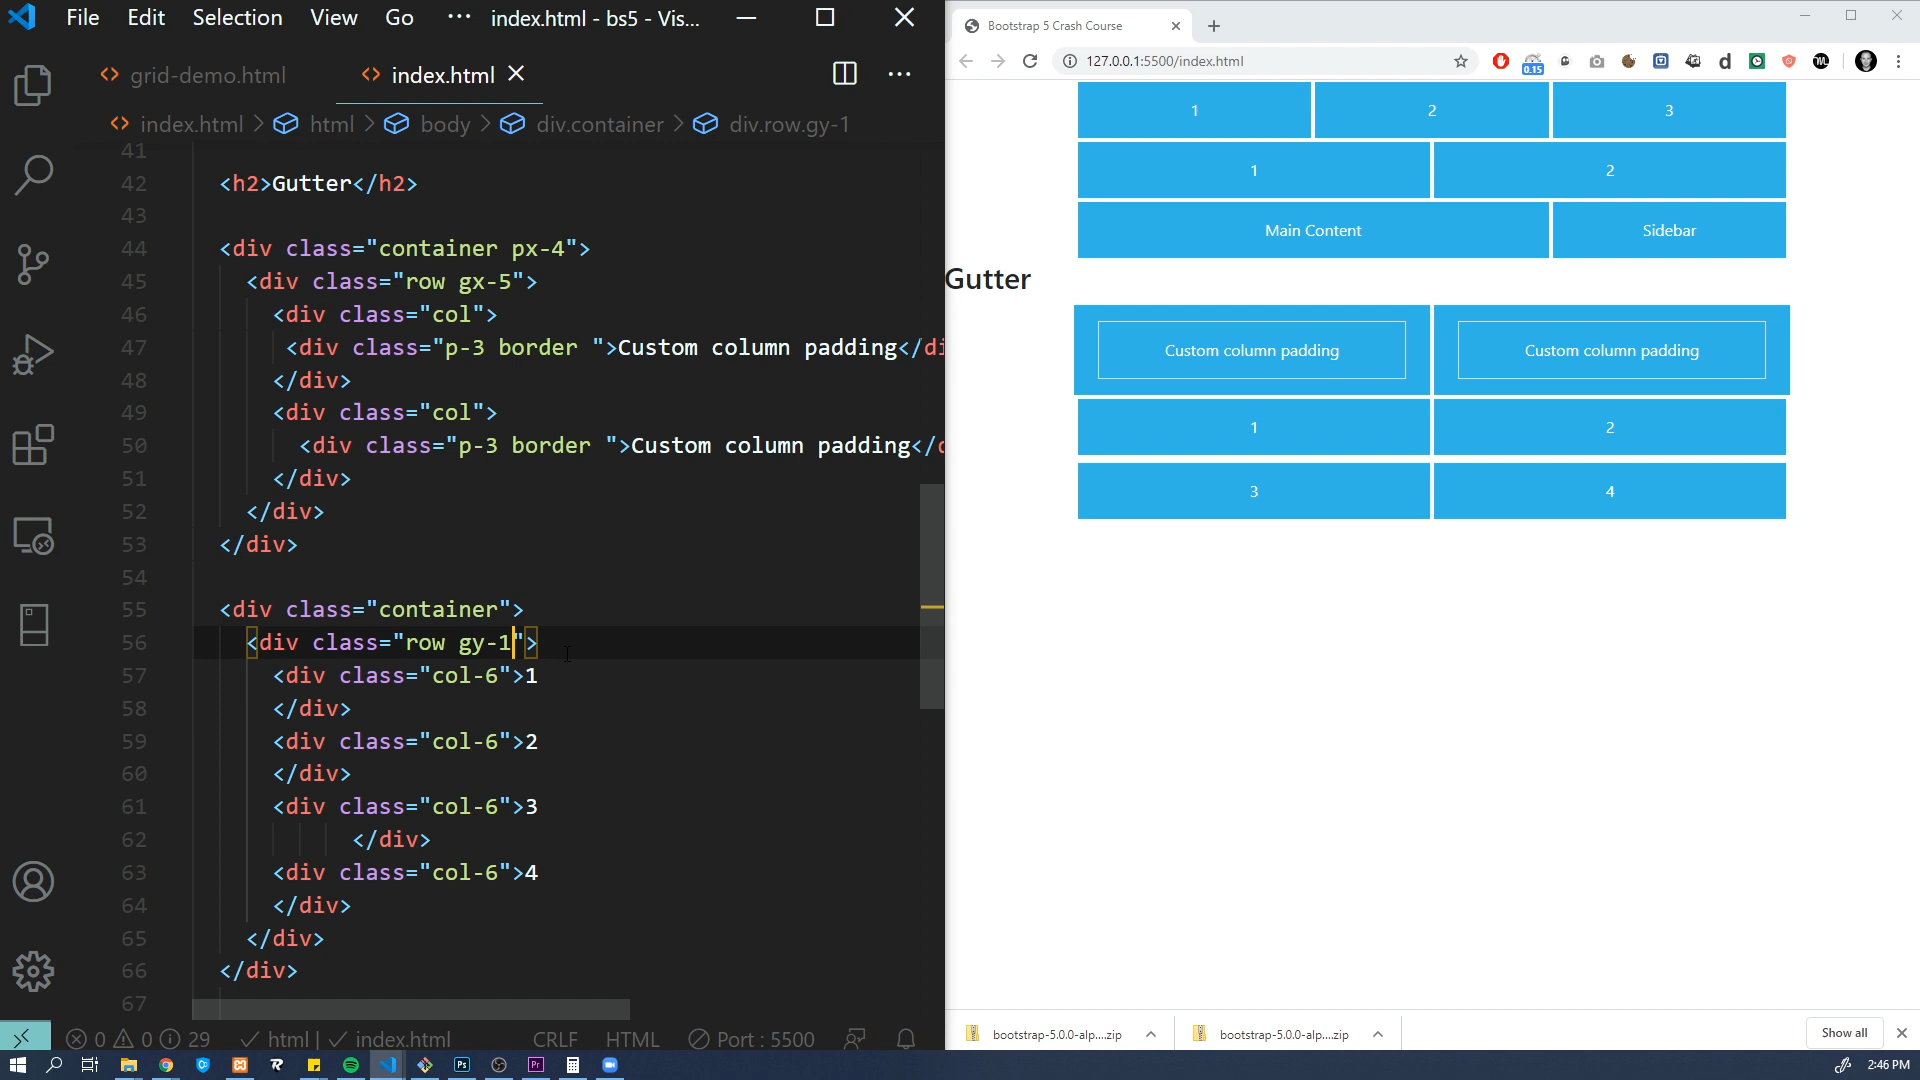 File Edit Selection View Go ··· index.html - bs5 - Vis...
grid-demo.html index.html
index.html > html > body > div.container > div.row.gy-1
41
42 <h2>Gutter</h2>
43
44 <div class="container px-4">
45 <div class="row gx-5">
46 <div class="col">
47 <div class="p-3 border ">Custom column padding</di
48 </div>
49 <div class="col">
50 <div class="p-3 border ">Custom column padding</d
51 </div>
52 </div>
53 </div>
54
55 <div class="container">
56 <div class="row gy-1">
57 <div class="col-6">1
58 </div>
59 <div class="col-6">2
60 </div>
61 <div class="col-6">3
62 </div>
63 <div class="col-6">4
64 </div>
65 </div>
66 </div>
67
0 0 29 html | index.html CRLF HTML Port : 5500
Bootstrap 5 Crash Course
127.0.0.1:5500/index.html
0.15
1 2 3
1 2
Main Content Sidebar
Gutter
Custom column padding Custom column padding
1 2
3 4
bootstrap-5.0.0-alp....zip bootstrap-5.0.0-alp....zip Show all
Ps Pr 2:46 PM